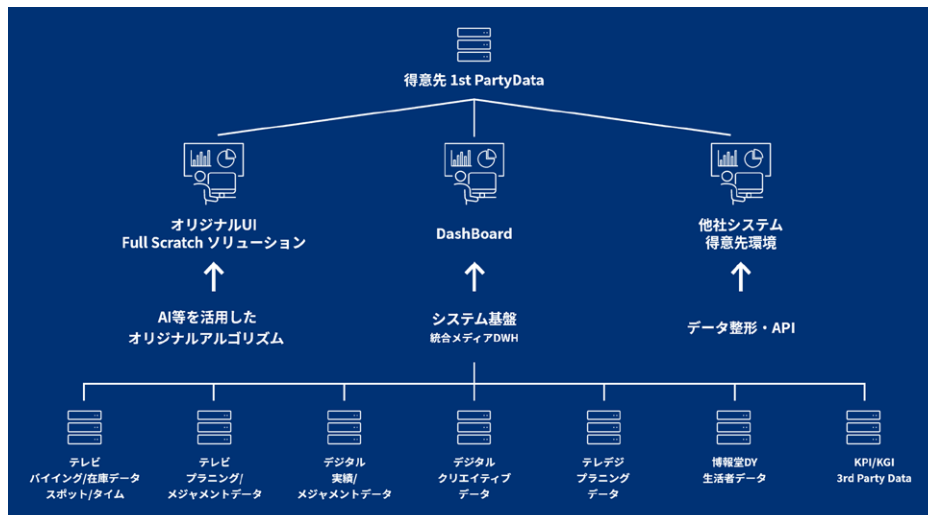 得意先 1st PartyData
オリジナルUI
Full Scratch ソリューション
DashBoard
他社システム
得意先環境
AI等を活用した
オリジナルアルゴリズム
システム基盤
統合メディアDWH
データ整形・API
テレビ
バイイング/在庫データ
スポット/タイム
テレビ
プラニング/
メジャメントデータ
デジタル
実績/
メジャメントデータ
デジタル
クリエイティブ
データ
テレデジ
プラニング
データ
博報堂DY
生活者データ
KPI/KGI
3rd Party Data